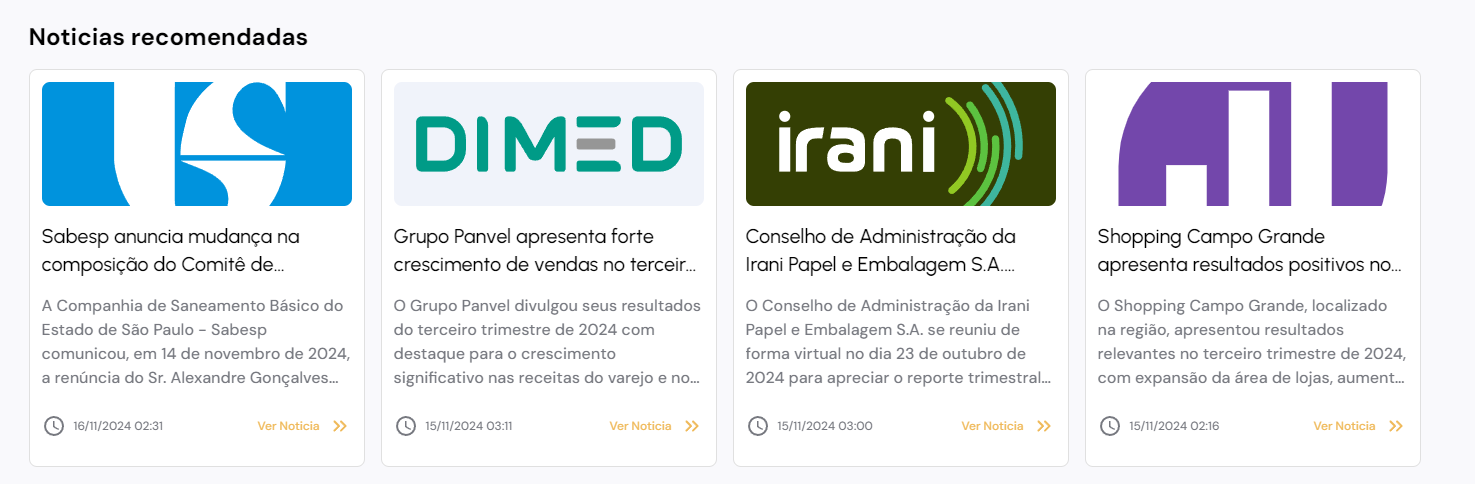 Noticias recomendadas
Sabesp anuncia mudança na
composição do Comitê de...
A Companhia de Saneamento Básico do
Estado de São Paulo - Sabesp
comunicou, em 14 de novembro de 2024,
a renúncia do Sr. Alexandre Gonçalves...
16/11/2024 02:31
Ver Noticia
DIMED
Grupo Panvel apresenta forte
crescimento de vendas no terceir...
O Grupo Panvel divulgou seus resultados
do terceiro trimestre de 2024 com
destaque para o crescimento
significativo nas receitas do varejo e no...
15/11/2024 03:11
Ver Noticia
irani
Conselho de Administração da
Irani Papel e Embalagem S.A....
O Conselho de Administração da Irani
Papel e Embalagem S.A. se reuniu de
forma virtual no dia 23 de outubro de
2024 para apreciar o reporte trimestral...
15/11/2024 03:00
Ver Noticia
Shopping Campo Grande
apresenta resultados positivos no...
O Shopping Campo Grande, localizado
na região, apresentou resultados
relevantes no terceiro trimestre de 2024,
com expansão da área de lojas, aument...
15/11/2024 02:16
Ver Noticia